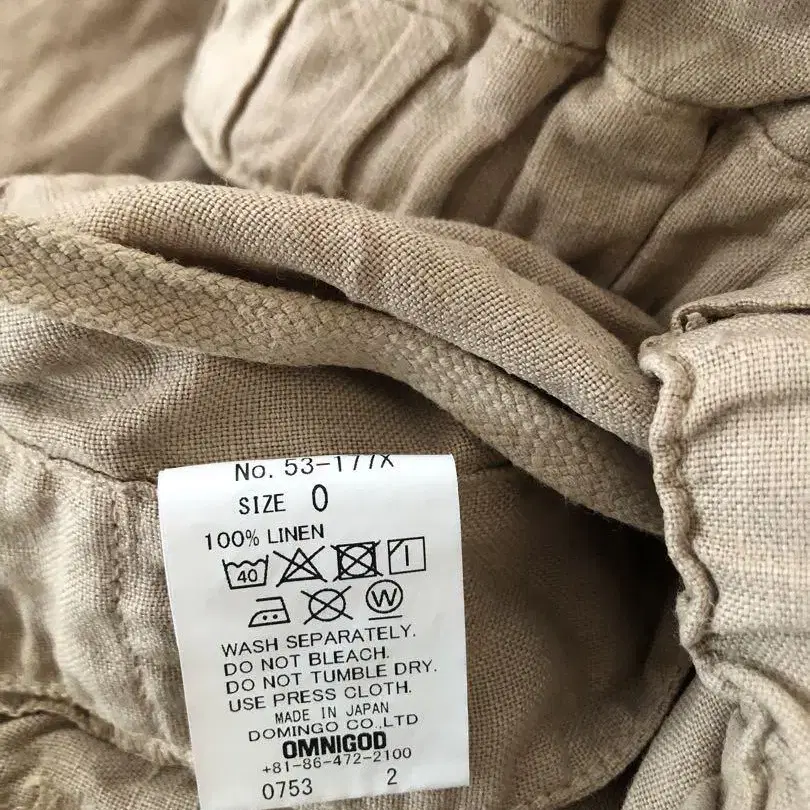 No. 53-177X
SIZE 0
100% LINEN
40
W
WASH SEPARATELY.
DO NOT BLEACH.
DO NOT TUMBLE DRY.
USE PRESS CLOTH.
MADE IN JAPAN
DOMINGO CO.,LTD
OMNIGOD
+81-86-472-2100
0753 2